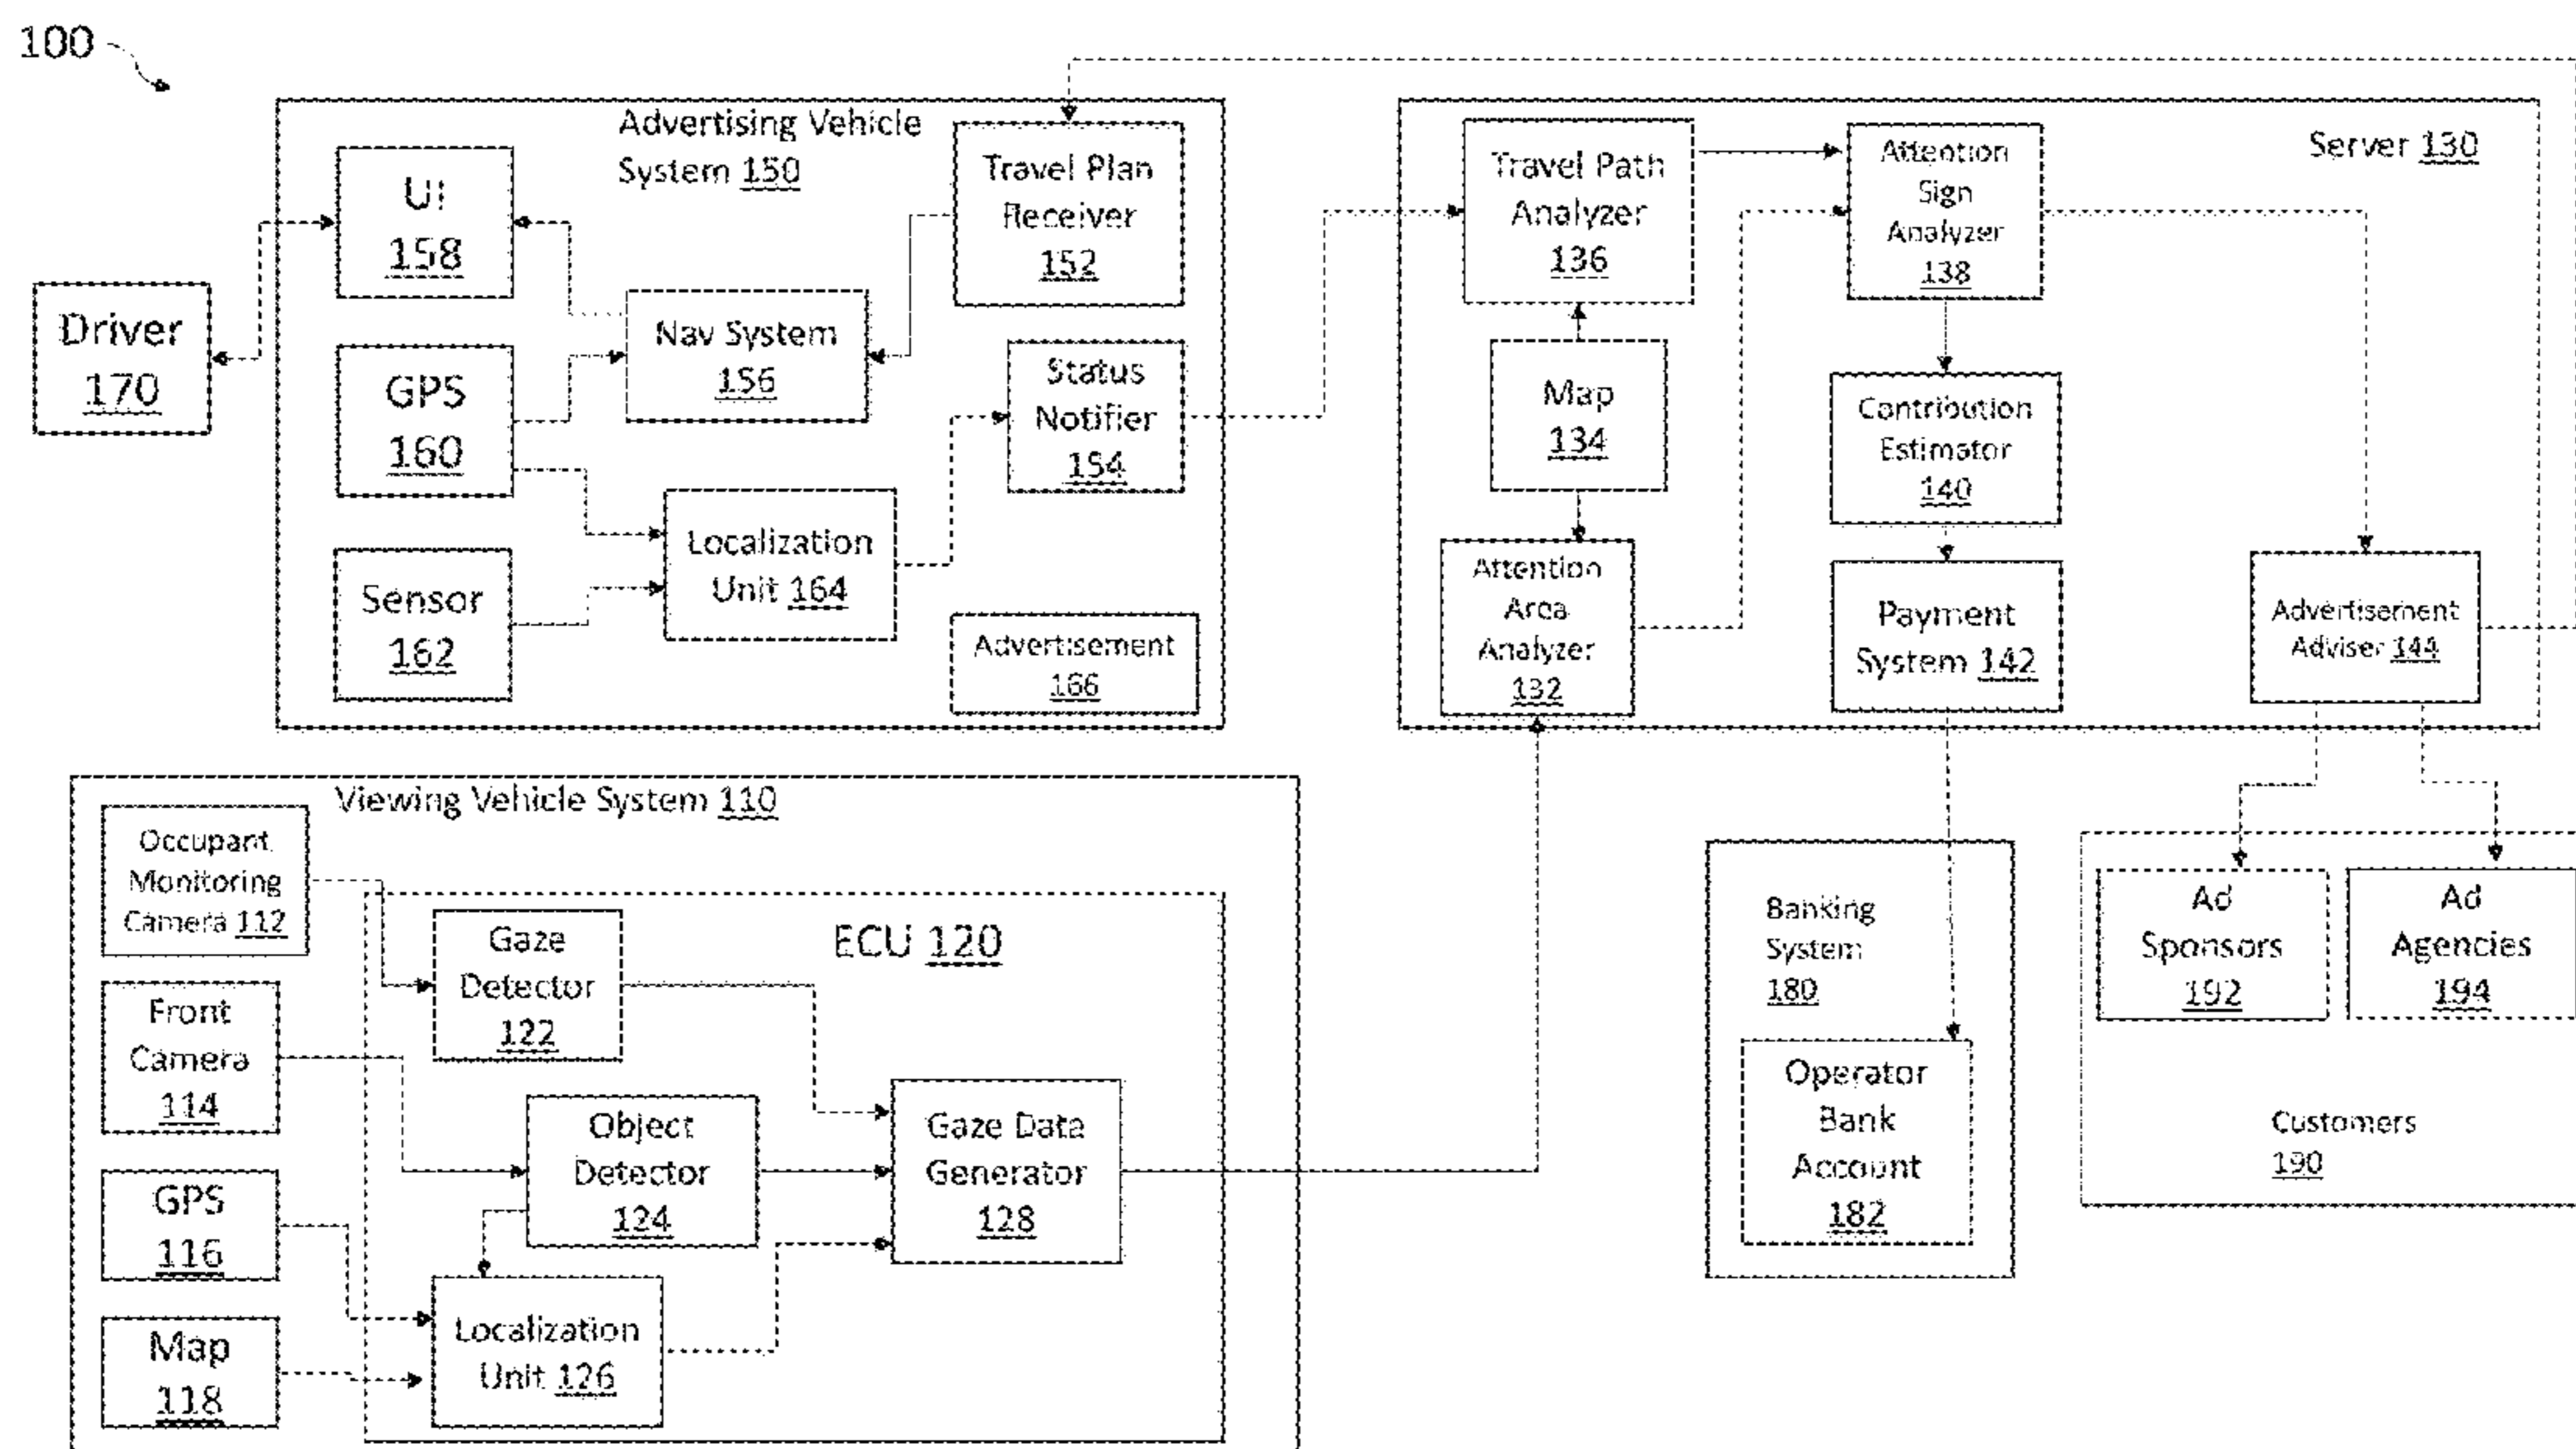 100
Advertising Vehicle
System 150
UI
158
Travel Plan
Receiver
152
Driver
170
Nav System
156
GPS
160
Status
Notifier
154
Localization
Unit 164
Sensor
162
Advertisement
166
Server 130
Travel Path
Analyzer
136
Attention
Sign
Analyzer
138
Map
134
Contribution
Estimator
140
Attention
Area
Analyzer
132
Payment
System 142
Advertisement
Adviser 144
Viewing Vehicle System 110
Occupant
Monitoring
Camera 112
ECU 120
Gaze
Detector
122
Front
Camera
114
Object
Detector
124
Gaze Data
Generator
128
GPS
116
Localization
Unit 126
Map
118
Banking
System
180
Operator
Bank
Account
182
Ad
Sponsors
192
Ad
Agencies
194
Customers
190